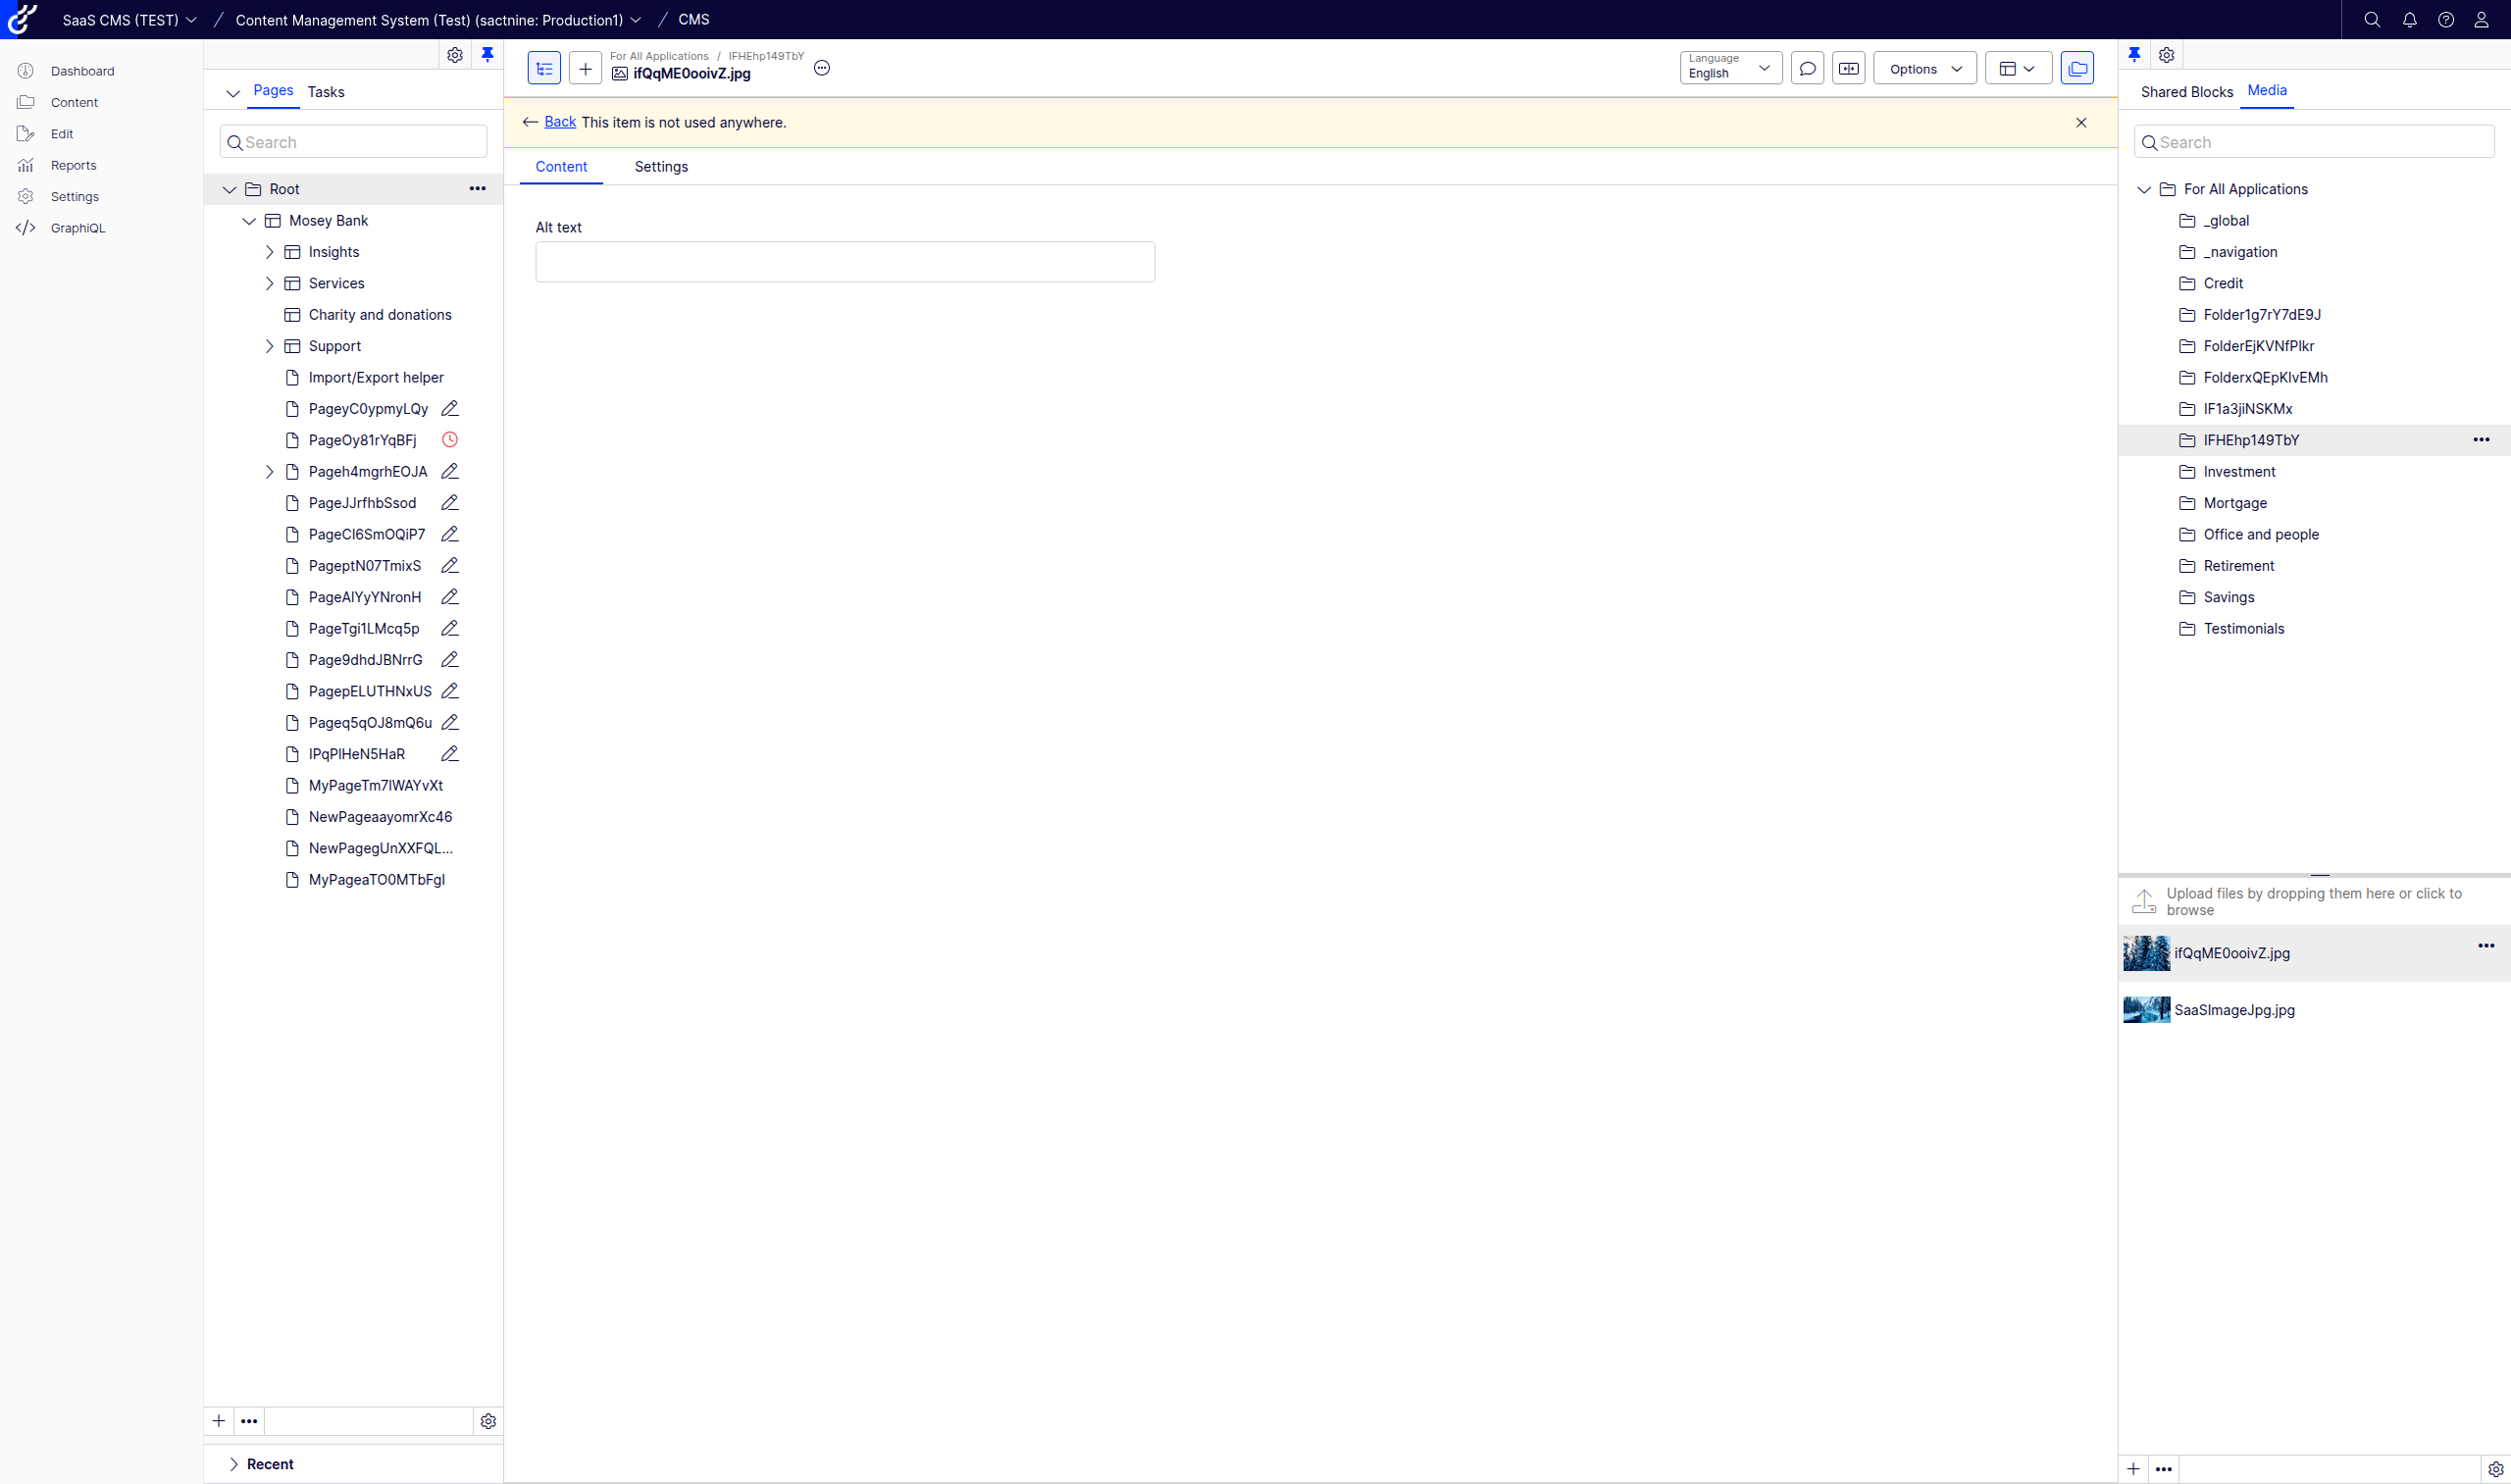 SaaS CMS (TEST) / Content Management System (Test) (sactnine: Production1) / CMS
Dashboard
Content
Edit
Reports
Settings
GraphiQL
Pages Tasks
Search
Root
Mosey Bank
Insights
Services
Charity and donations
Support
Import/Export helper
PageyC0ypmyLQy
PageOy81rYqBFj
Pageh4mgrhEOJA
PageJJrfhbSsod
PageCl6SmOQiP7
PageptN07TmixS
PageAlYyYNronH
PageTgi1LMcq5p
Page9dhdJBNrrG
PagepELUTHNxUS
Pageq5qOJ8mQ6u
IPqPlHeN5HaR
MyPageTm7lWAYvXt
NewPageaayomrXc46
NewPagegUnXXFQL...
MyPageaTO0MTbFgl
Recent
For All Applications / IFHEhp149TbY
ifQqME0ooivZ.jpg
Language
English
Options
Back This item is not used anywhere.
Content Settings
Alt text
Shared Blocks Media
Search
For All Applications
_global
_navigation
Credit
Folder1g7rY7dE9J
FolderEjKVNfPlkr
FolderxQEpKlvEMh
IF1a3jiNSKMx
IFHEhp149TbY
Investment
Mortgage
Office and people
Retirement
Savings
Testimonials
Upload files by dropping them here or click to
browse
ifQqME0ooivZ.jpg
SaaSImageJpg.jpg